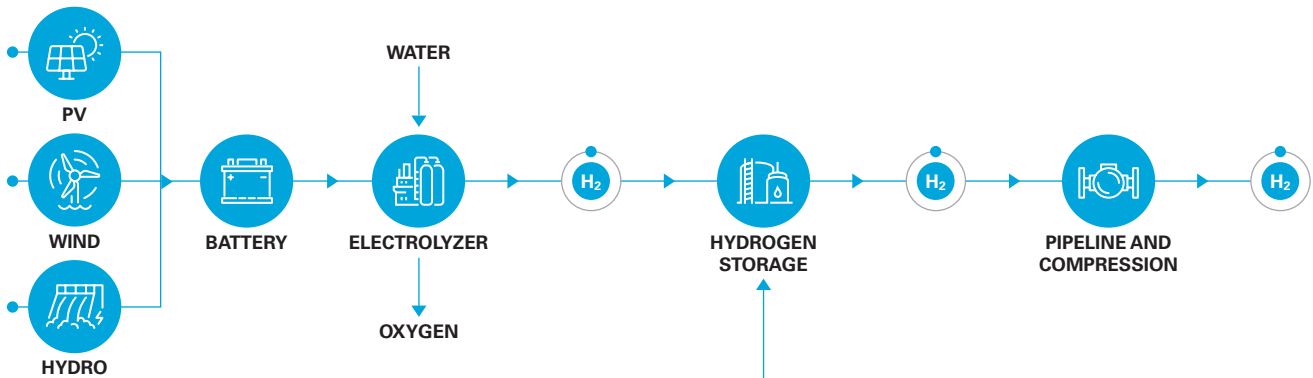 PV
WIND
HYDRO
BATTERY
WATER
ELECTROLYZER
OXYGEN
H₂
HYDROGEN
STORAGE
H₂
PIPELINE AND
COMPRESSION
H₂